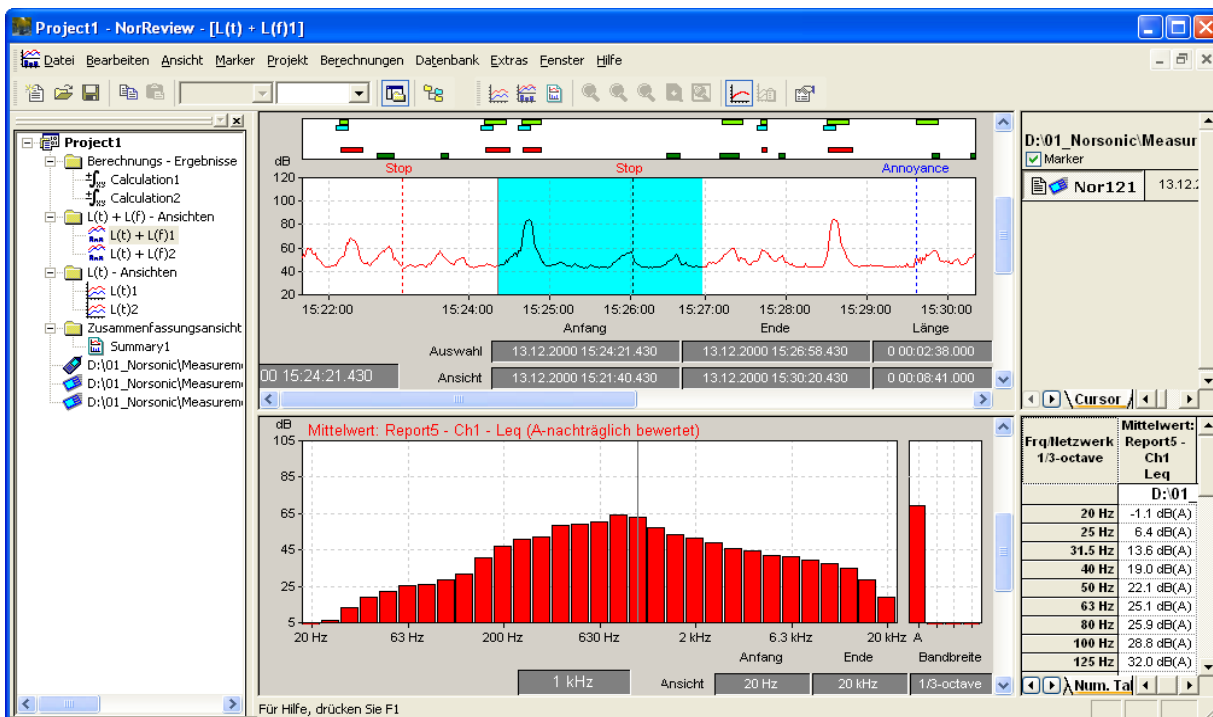 Project1 - NorReview - [L(t) + L(f)1]
Datei Bearbeiten Ansicht Marker Projekt Berechnungen Datenbank Extras Fenster Hilfe
Project1
Berechnungs - Ergebnisse
Calculation1
Calculation2
L(t) + L(f) - Ansichten
L(t) + L(f)1
L(t) + L(f)2
L(t) - Ansichten
L(t)1
L(t)2
Zusammenfassungsansicht
Summary1
D:\01_Norsonic\Measurem
D:\01_Norsonic\Measurem
D:\01_Norsonic\Measurem
dB
Stop Stop Annoyance
120
100
80
60
40
20
15:22:00 15:24:00 15:25:00 15:26:00 15:27:00 15:28:00 15:29:00 15:30:00
Anfang Ende Länge
Auswahl 13.12.2000 15:24:21.430 13.12.2000 15:26:58.430 0 00:02:38.000
00 15:24:21.430 Ansicht 13.12.2000 15:21:40.430 13.12.2000 15:30:20.430 0 00:08:41.000
D:\01_Norsonic\Measur
Marker
Nor121 13.12.2
Cursor
dB Mittelwert: Report5 - Ch1 - Leq (A-nachträglich bewertet)
105
85
65
45
25
5
20 Hz 63 Hz 200 Hz 630 Hz 2 kHz 6.3 kHz 20 kHz A
Anfang Ende Bandbreite
1 kHz Ansicht 20 Hz 20 kHz 1/3-octave
Frq/Netzwerk
1/3-octave
Mittelwert:
Report5 -
Ch1
Leq
D:\01_
20 Hz -1.1 dB(A)
25 Hz 6.4 dB(A)
31.5 Hz 13.6 dB(A)
40 Hz 19.0 dB(A)
50 Hz 22.1 dB(A)
63 Hz 25.1 dB(A)
80 Hz 25.9 dB(A)
100 Hz 28.8 dB(A)
125 Hz 32.0 dB(A)
Num. Tal
Für Hilfe, drücken Sie F1